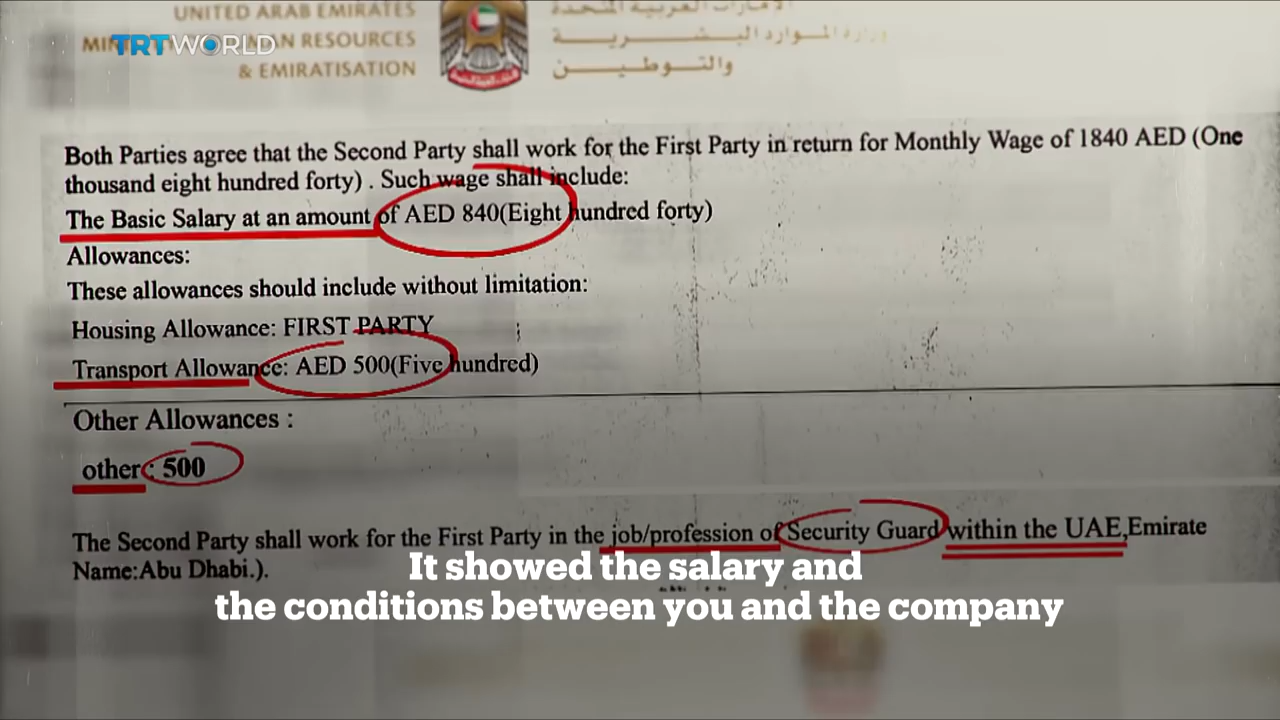 UNITED ARAB EMIRATES
TRT WORLD
RESOURCES
& EMIRATISATION
الإمارات العربية المتحدة
وزارة الموارد البشرية
والتوطين
Both Parties agree that the Second Party shall work for the First Party in return for Monthly Wage of 1840 AED (One
thousand eight hundred forty) . Such wage shall include:
The Basic Salary at an amount of AED 840(Eight hundred forty)
Allowances:
These allowances should include without limitation:
Housing Allowance: FIRST PARTY
Transport Allowance: AED 500(Five hundred)
Other Allowances :
other : 500
The Second Party shall work for the First Party in the job/profession of Security Guard within the UAE,Emirate
Name:Abu Dhabi.).
It showed the salary and
the conditions between you and the company